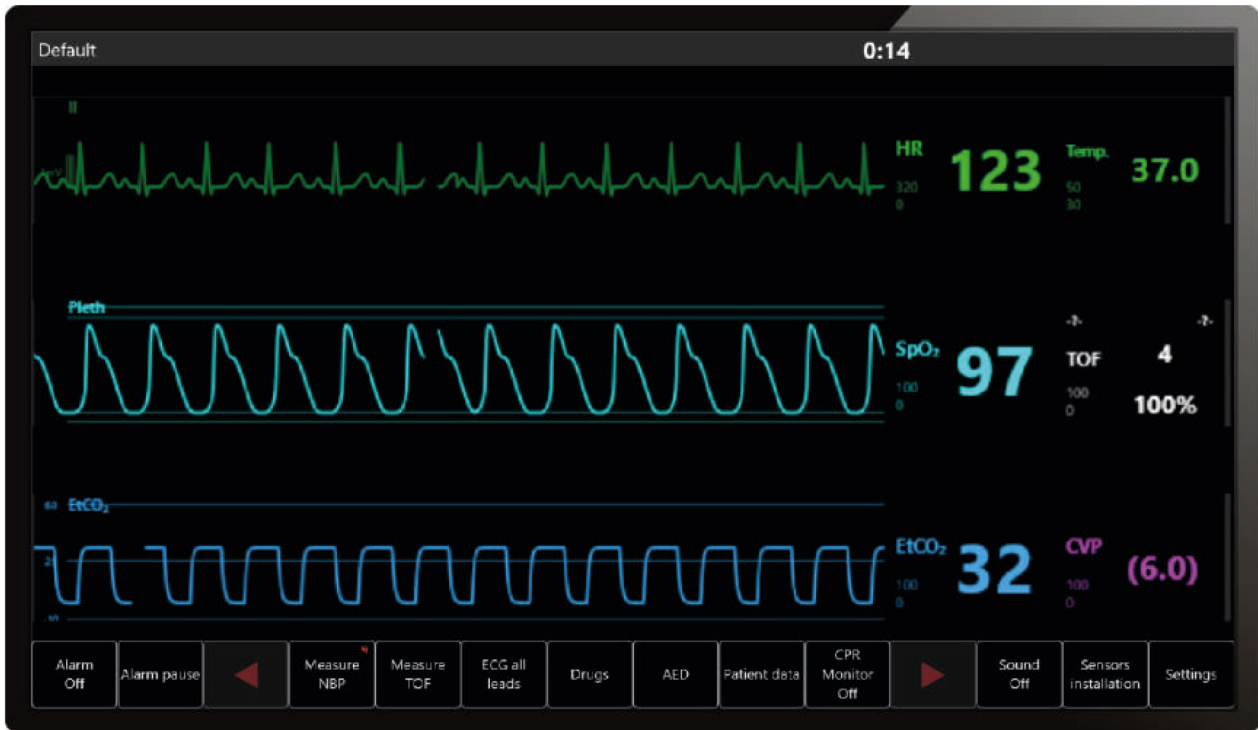 Default
0:14
II
mV
HR
320
0
123
Temp.
50
30
37.0
Pleth
SpO₂
100
0
97
-?-
-?-
TOF
100
0
4
100%
60
EtCO₂
EtCO₂
100
0
32
CVP
100
0
(6.0)
Alarm
Off
Alarm pause
Measure
NBP
Measure
TOF
ECG all
leads
Drugs
AED
Patient data
CPR
Monitor
Off
Sound
Off
Sensors
installation
Settings